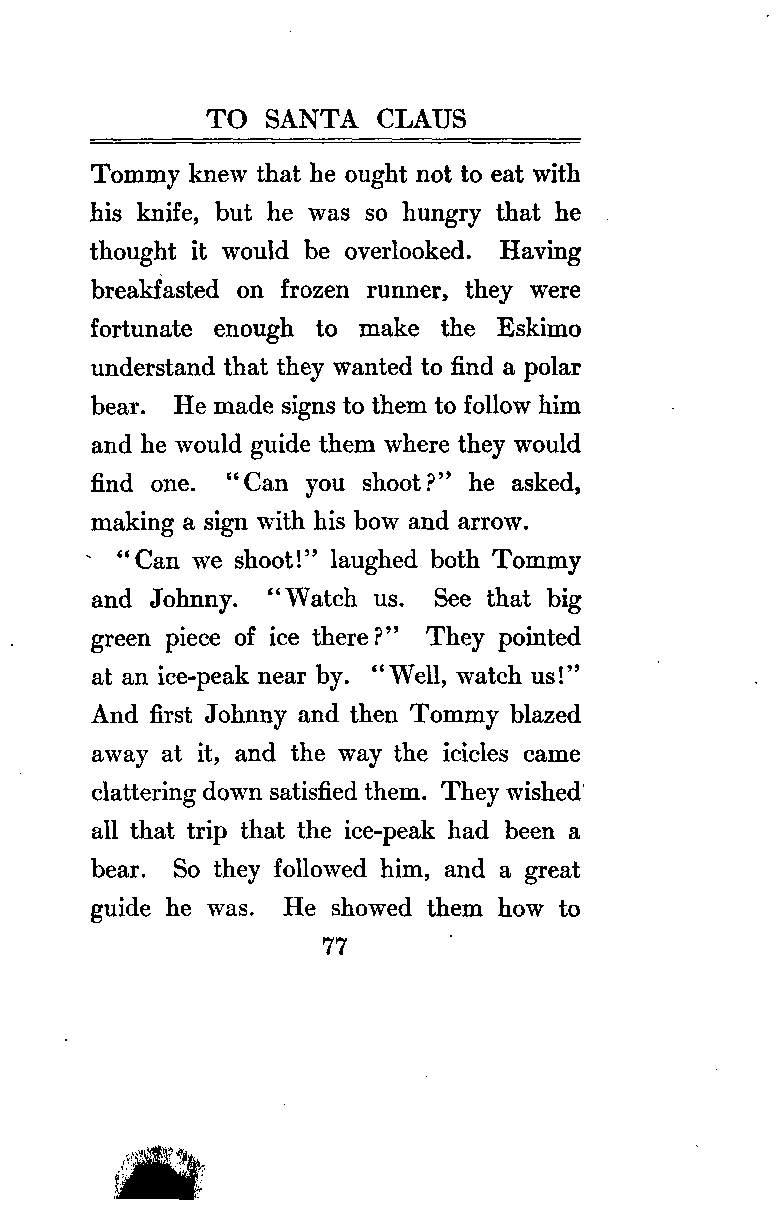 TO SANTA CLAUS
Tommy knew that he ought not to eat with
his knife, but he was so hungry that he
thought it would be overlooked. Having
breakfasted on frozen runner, they were
fortunate enough to make the Eskimo
understand that they wanted to find a polar
bear. He made signs to them to follow him
and he would guide them where they would
find one. "Can you shoot?" he asked,
making a sign with his bow and arrow.
"Can we shoot!" laughed both Tommy
and Johnny. "Watch us. See that big
green piece of ice there?" They pointed
at an ice-peak near by. "Well, watch us!"
And first Johnny and then Tommy blazed
away at it, and the way the icicles came
clattering down satisfied them. They wished
all that trip that the ice-peak had been a
bear. So they followed him, and a great
guide he was. He showed them how to
77